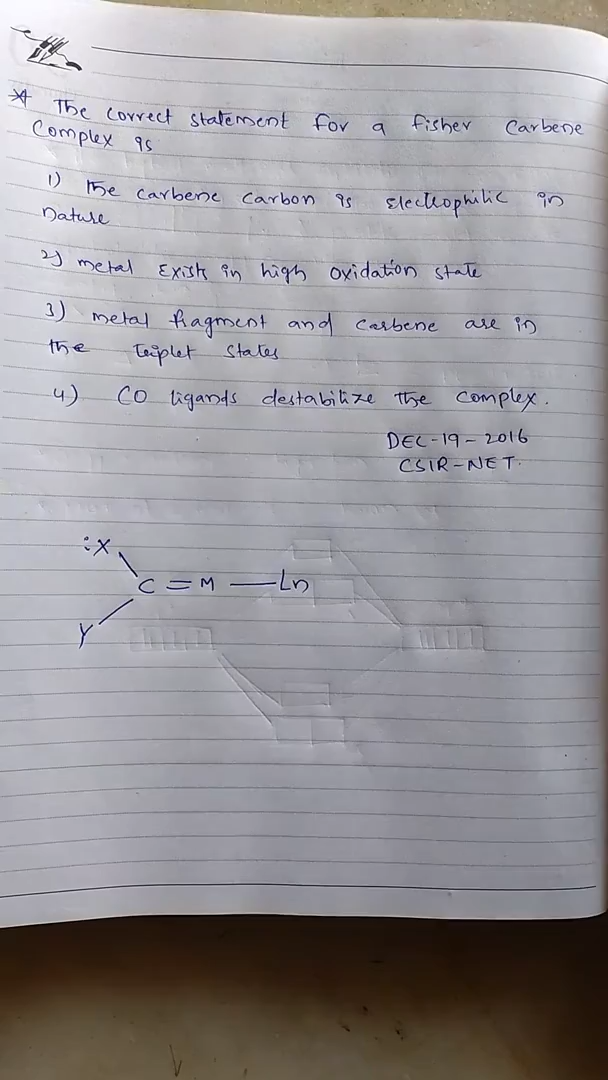 * The correct statement for a fisher carbene
Complex is
1) The carbene carbon is electrophilic in
Nature
2) metal Exists in high oxidation state
3) metal fragment and carbene are in
the triplet states
4) CO ligands destabilize the complex.
DEC-19-2016
CSIR-NET.
:X
C = M — Ln
Y